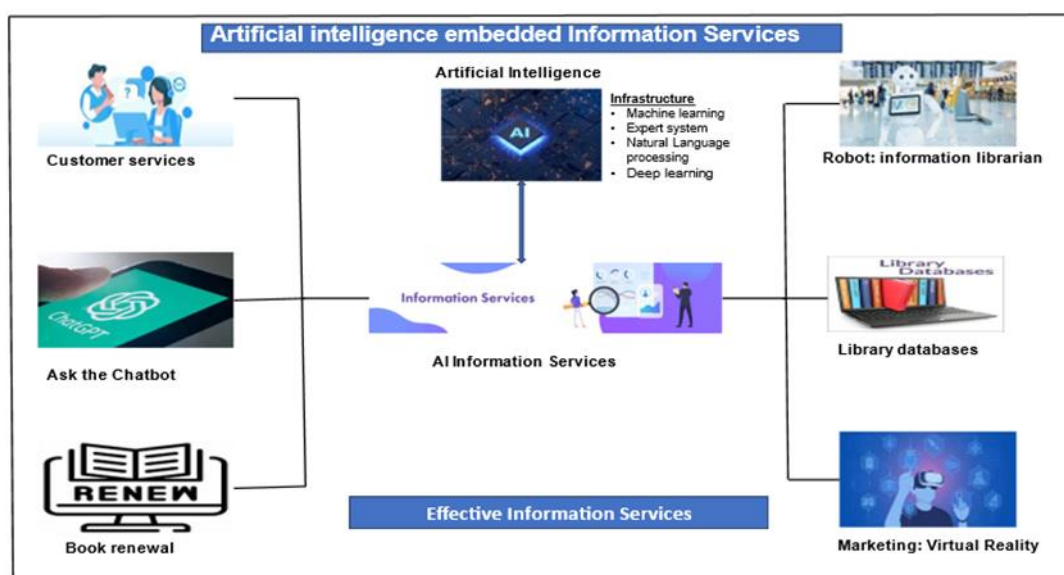 Artificial intelligence embedded Information Services
Artificial Intelligence
Infrastructure
• Machine learning
• Expert system
• Natural Language
processing
• Deep learning
AI
?
Customer services
Robot: information librarian
ChatGPT
Ask the Chatbot
Information Services
AI Information Services
Library
Databases
Library databases
RENEW
Book renewal
Effective Information Services
Marketing: Virtual Reality